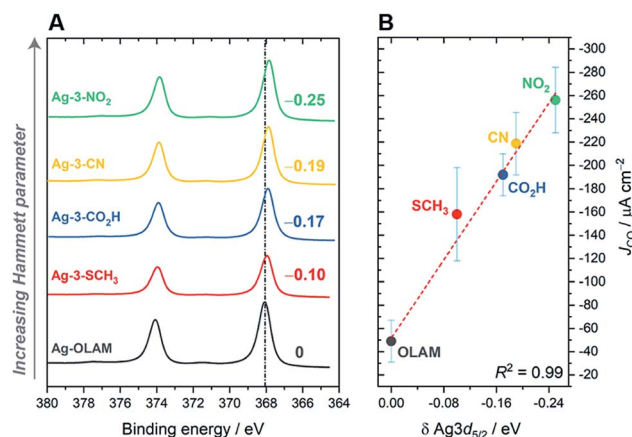 A
Increasing Hammett parameter
Ag-3-NO₂
−0.25
Ag-3-CN
−0.19
Ag-3-CO₂H
−0.17
Ag-3-SCH₃
−0.10
Ag-OLAM
0
380 378 376 374 372 370 368 366 364
Binding energy / eV
B
NO₂
CN
CO₂H
SCH₃
OLAM
R² = 0.99
0.00 -0.08 -0.16 -0.24
δ Ag3d₅/₂ / eV
-300
-280
-260
-240
-220
-200
-180
-160
-140
-120
-100
-80
-60
-40
-20
J_CO / μA cm⁻²